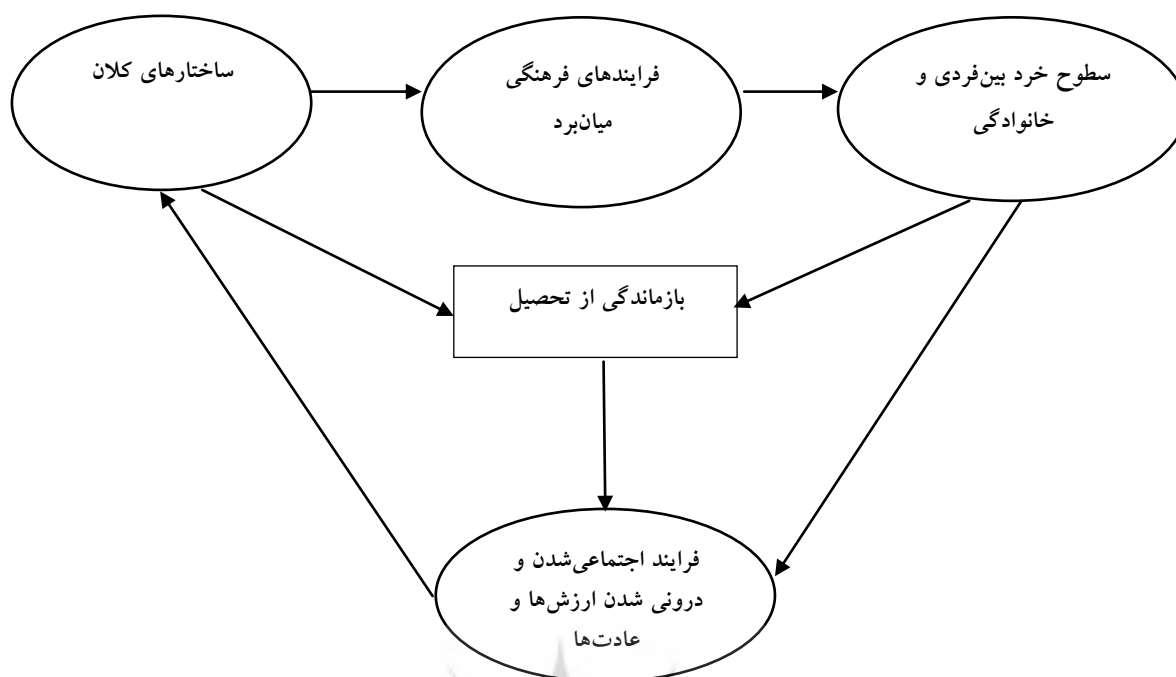 ساختارهای کلان
فرایندهای فرهنگی
میان‌برد
سطوح خرد بین‌فردی و
خانوادگی
بازماندگی از تحصیل
فرایند اجتماعی‌شدن و
درونی شدن ارزش‌ها و
عادت‌ها